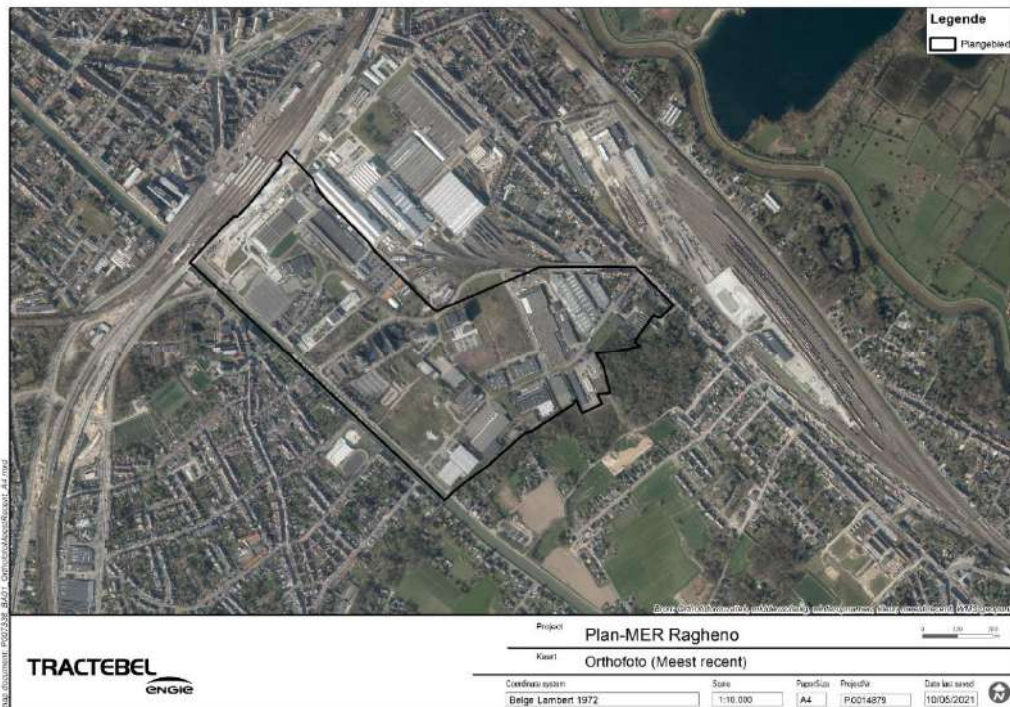 Legende
Plangebied
TRACTEBEL
ENGIE
Project
Plan-MER Ragheno
Kaart
Orthofoto (Meest recent)
Coordinate system
Belge Lambert 1972
Scale
1:10.000
PaperSize
A4
ProjectNr
P.0014879
Date last saved
10/05/2021
N